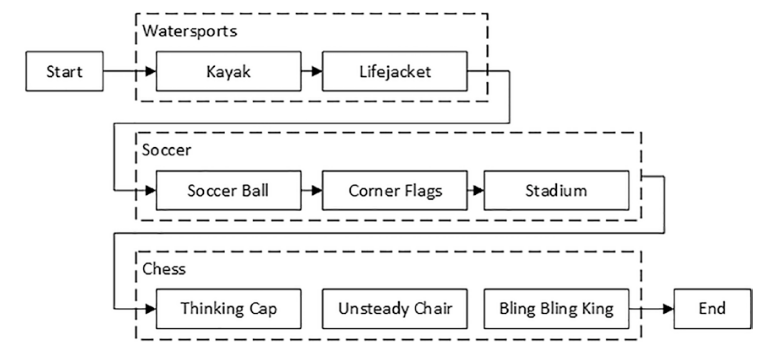 Watersports
Start
Kayak
Lifejacket
Soccer
Soccer Ball
Corner Flags
Stadium
Chess
Thinking Cap
Unsteady Chair
Bling Bling King
End